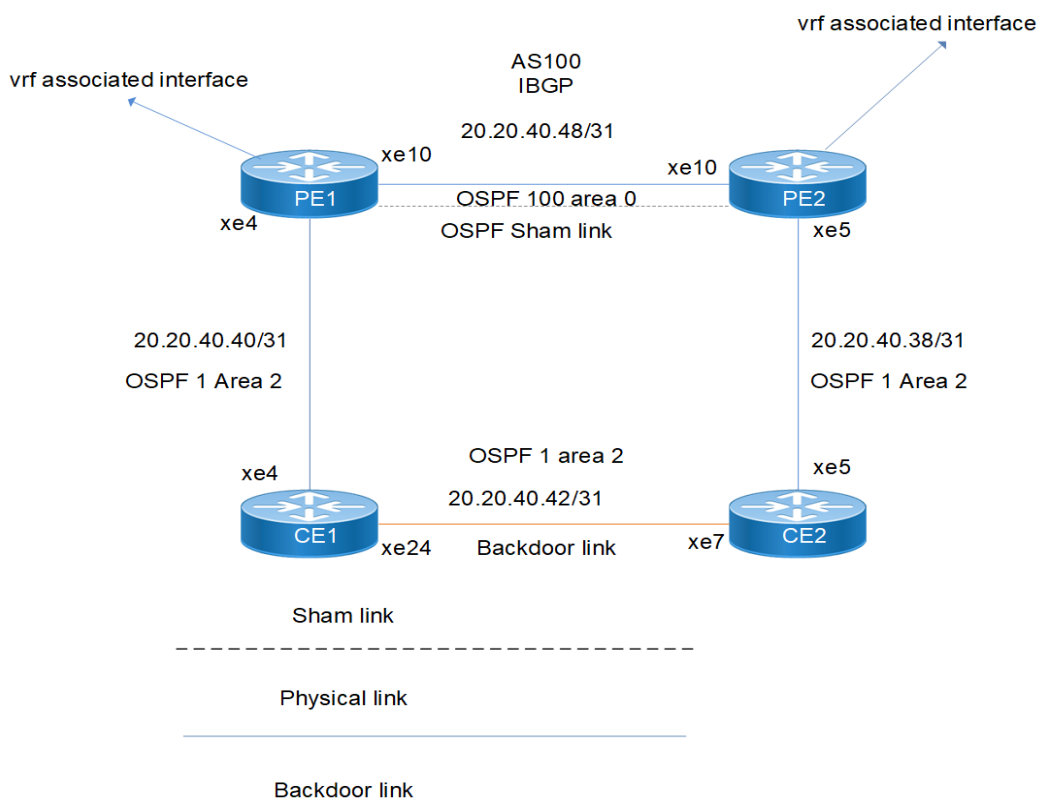 vrf associated interface
vrf associated interface
AS100
IBGP
20.20.40.48/31
xe10
xe10
PE1
OSPF 100 area 0
PE2
xe4
OSPF Sham link
xe5
20.20.40.40/31
20.20.40.38/31
OSPF 1 Area 2
OSPF 1 Area 2
OSPF 1 area 2
xe4
xe5
20.20.40.42/31
CE1
CE2
xe24
Backdoor link
xe7
Sham link
Physical link
Backdoor link